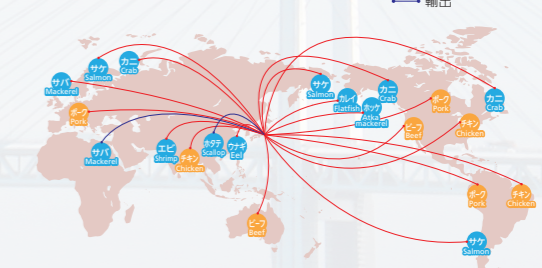 輸出
カニ
Crab
サケ
Salmon
サバ
Mackerel
ポーク
Pork
サバ
Mackerel
エビ
Shrimp
チキン
Chicken
ホタテ
Scallop
ウナギ
Eel
ビーフ
Beef
サケ
Salmon
カレイ
Flatfish
ホッケ
Atka
mackerel
カニ
Crab
ポーク
Pork
ビーフ
Beef
カニ
Crab
チキン
Chicken
ポーク
Pork
チキン
Chicken
サケ
Salmon